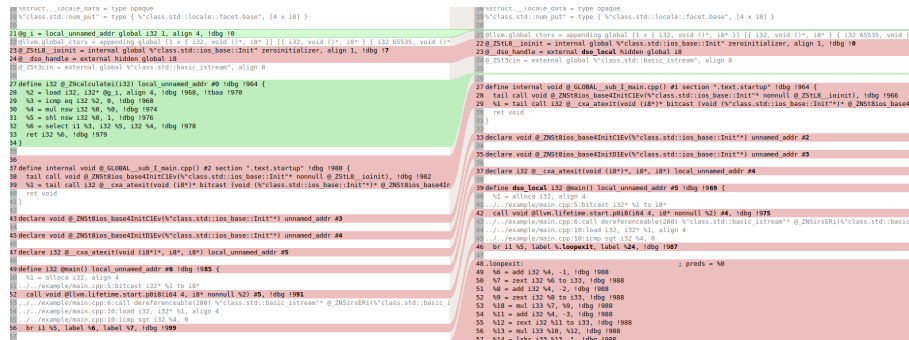 %struct.__locale_data = type opaque
19 %"class.std::num_put" = type { %"class.std::locale::facet.base", [4 x i8] }
21 @g_i = local_unnamed_addr global i32 1, align 4, !dbg !0
@llvm.global_ctors = appending global [1 x { i32, void ()*, i8* }] [{ i32, void ()*, i8* } { i32 65535, void ()*
23 @_ZStL8__ioinit = internal global %"class.std::ios_base::Init" zeroinitializer, align 1, !dbg !7
24 @__dso_handle = external hidden global i8
@_ZSt3cin = external global %"class.std::basic_istream", align 8
27 define i32 @_Z9calculatei(i32) local_unnamed_addr #0 !dbg !964 {
28 %2 = load i32, i32* @g_i, align 4, !dbg !968, !tbaa !970
29 %3 = icmp eq i32 %2, 0, !dbg !968
30 %4 = mul nsw i32 %0, %0, !dbg !974
31 %5 = shl nsw i32 %0, 1, !dbg !976
32 %6 = select i1 %3, i32 %5, i32 %4, !dbg !978
33 ret i32 %6, !dbg !979
34 }
36
37 define internal void @_GLOBAL__sub_I_main.cpp() #2 section ".text.startup" !dbg !980 {
38 tail call void @_ZNSt8ios_base4InitC1Ev(%"class.std::ios_base::Init"* nonnull @_ZStL8__ioinit), !dbg !982
39 %1 = tail call i32 @__cxa_atexit(void (i8*)* bitcast (void (%"class.std::ios_base::Init"*)* @_ZNSt8ios_base4In
ret void
}
43 declare void @_ZNSt8ios_base4InitC1Ev(%"class.std::ios_base::Init"*) unnamed_addr #3
45 declare void @_ZNSt8ios_base4InitD1Ev(%"class.std::ios_base::Init"*) unnamed_addr #4
47 declare i32 @__cxa_atexit(void (i8*)*, i8*, i8*) local_unnamed_addr #5
49 define i32 @main() local_unnamed_addr #6 !dbg !985 {
%1 = alloca i32, align 4
../../example/main.cpp:5:bitcast i32* %1 to i8*
52 call void @llvm.lifetime.start.p0i8(i64 4, i8* nonnull %2) #5, !dbg !991
../../example/main.cpp:6:call dereferenceable(280) %"class.std::basic_istream"* @_ZNSirsERi(%"class.std::basic_i
../../example/main.cpp:10:load i32, i32* %1, align 4
../../example/main.cpp:10:icmp sgt i32 %4, 0
56 br i1 %5, label %6, label %7, !dbg !999
%struct.__locale_data = type opaque
19 %"class.std::num_put" = type { %"class.std::locale::facet.base", [4 x i8] }
21 @llvm.global_ctors = appending global [1 x { i32, void ()*, i8* }] [{ i32, void ()*, i8* } { i32 65535, void
22 @_ZStL8__ioinit = internal global %"class.std::ios_base::Init" zeroinitializer, align 1, !dbg !0
23 @__dso_handle = external dso_local hidden global i8
24 @_ZSt3cin = external global %"class.std::basic_istream", align 8
27 define internal void @_GLOBAL__sub_I_main.cpp() #1 section ".text.startup" !dbg !964 {
28 tail call void @_ZNSt8ios_base4InitC1Ev(%"class.std::ios_base::Init"* nonnull @_ZStL8__ioinit), !dbg !966
29 %1 = tail call i32 @__cxa_atexit(void (i8*)* bitcast (void (%"class.std::ios_base::Init"*)* @_ZNSt8ios_base4
ret void
}
33 declare void @_ZNSt8ios_base4InitC1Ev(%"class.std::ios_base::Init"*) unnamed_addr #2
35 declare void @_ZNSt8ios_base4InitD1Ev(%"class.std::ios_base::Init"*) unnamed_addr #3
37 declare i32 @__cxa_atexit(void (i8*)*, i8*, i8*) local_unnamed_addr #4
39 define dso_local i32 @main() local_unnamed_addr #5 !dbg !969 {
%1 = alloca i32, align 4
../../example/main.cpp:5:bitcast i32* %1 to i8*
42 call void @llvm.lifetime.start.p0i8(i64 4, i8* nonnull %2) #4, !dbg !975
../../example/main.cpp:6:call dereferenceable(280) %"class.std::basic_istream"* @_ZNSirsERi(%"class.std::basic
../../example/main.cpp:10:load i32, i32* %1, align 4
../../example/main.cpp:10:icmp sgt i32 %4, 0
46 br i1 %5, label %.loopexit, label %24, !dbg !987
48 .loopexit: ; preds = %0
49 %6 = add i32 %4, -1, !dbg !988
50 %7 = zext i32 %6 to i33, !dbg !988
51 %8 = add i32 %4, -2, !dbg !988
52 %9 = zext i32 %8 to i33, !dbg !988
53 %10 = mul i33 %7, %9, !dbg !988
54 %11 = add i32 %4, -3, !dbg !988
55 %12 = zext i32 %11 to i33, !dbg !988
56 %13 = mul i33 %10, %12, !dbg !988
57 %14 = lshr i33 %13, 1, !dbg !988